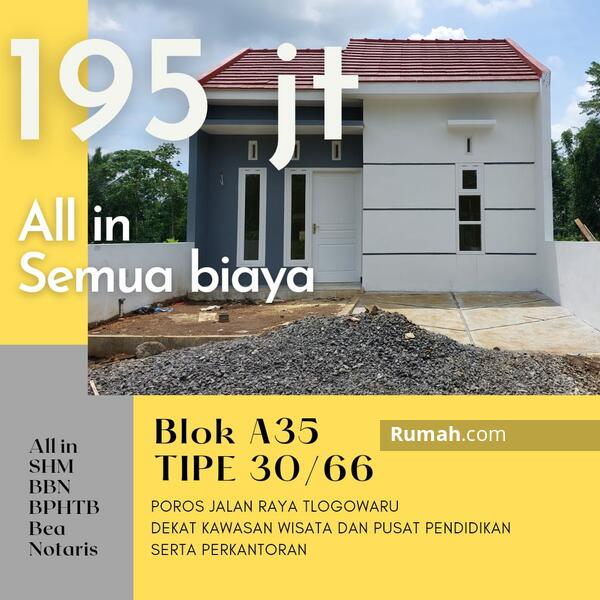 195 jt
All in
Semua biaya
All in
SHM
BBN
BPHTB
Bea
Notaris
Blok A35
TIPE 30/66
Rumah.com
POROS JALAN RAYA TLOGOWARU
DEKAT KAWASAN WISATA DAN PUSAT PENDIDIKAN
SERTA PERKANTORAN